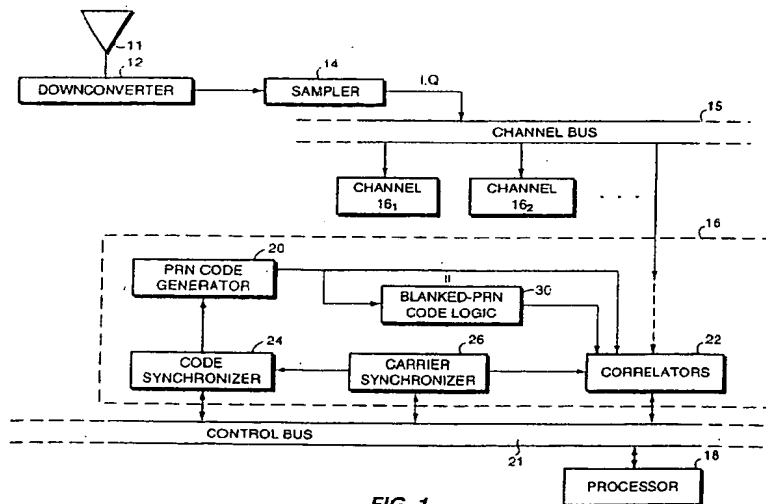 11
12
DOWNCONVERTER
14
SAMPLER
I,Q
15
CHANNEL BUS
CHANNEL
16₁
CHANNEL
16₂
. . .
16
20
PRN CODE
GENERATOR
II
30
BLANKED-PRN
CODE LOGIC
24
CODE
SYNCHRONIZER
26
CARRIER
SYNCHRONIZER
22
CORRELATORS
CONTROL BUS
21
18
PROCESSOR
FIG. 1